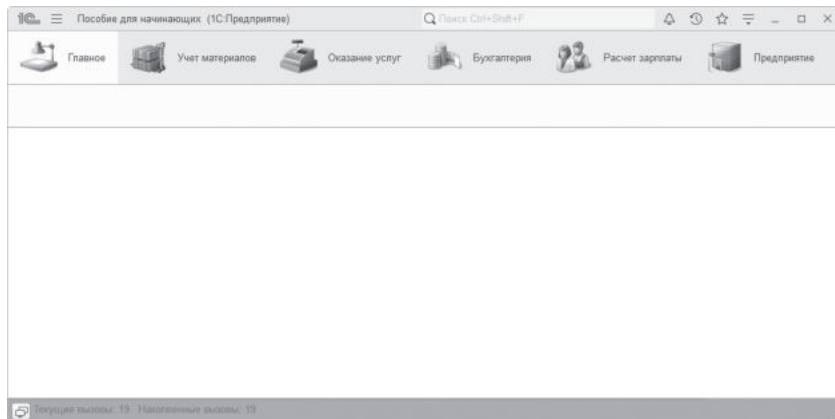 1С Пособие для начинающих (1С:Предприятие) Поиск Ctrl+Shift+F
Главное Учет материалов Оказание услуг Бухгалтерия Расчет зарплаты Предприятие
Текущие вызовы: 19 Накопленные вызовы: 19